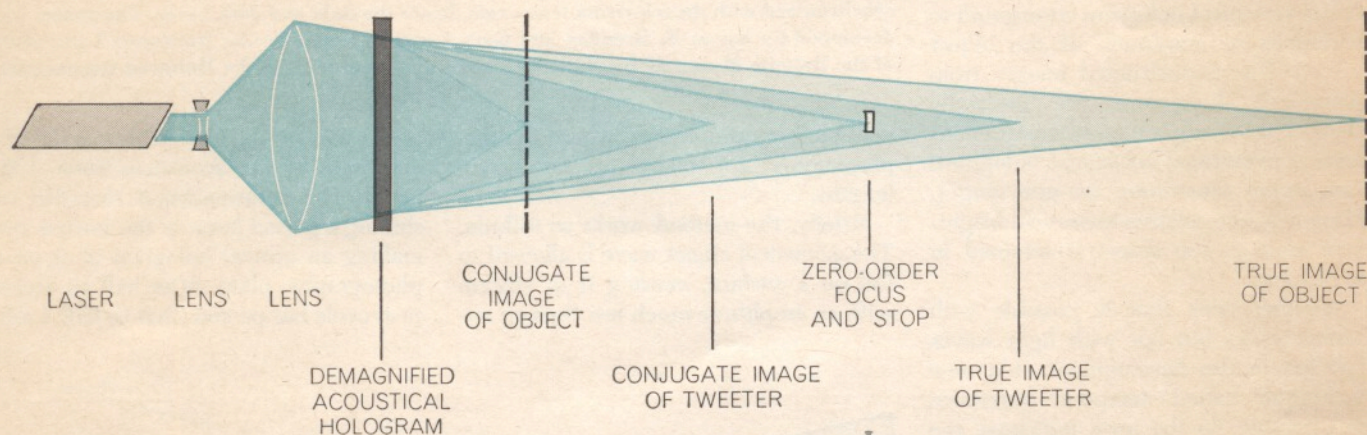 LASER
LENS
LENS
DEMAGNIFIED
ACOUSTICAL
HOLOGRAM
CONJUGATE
IMAGE
OF OBJECT
CONJUGATE IMAGE
OF TWEETER
ZERO-ORDER
FOCUS
AND STOP
TRUE IMAGE
OF TWEETER
TRUE IMAGE
OF OBJECT